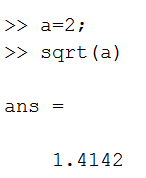 >> a=2;
>> sqrt(a)
ans =
1.4142